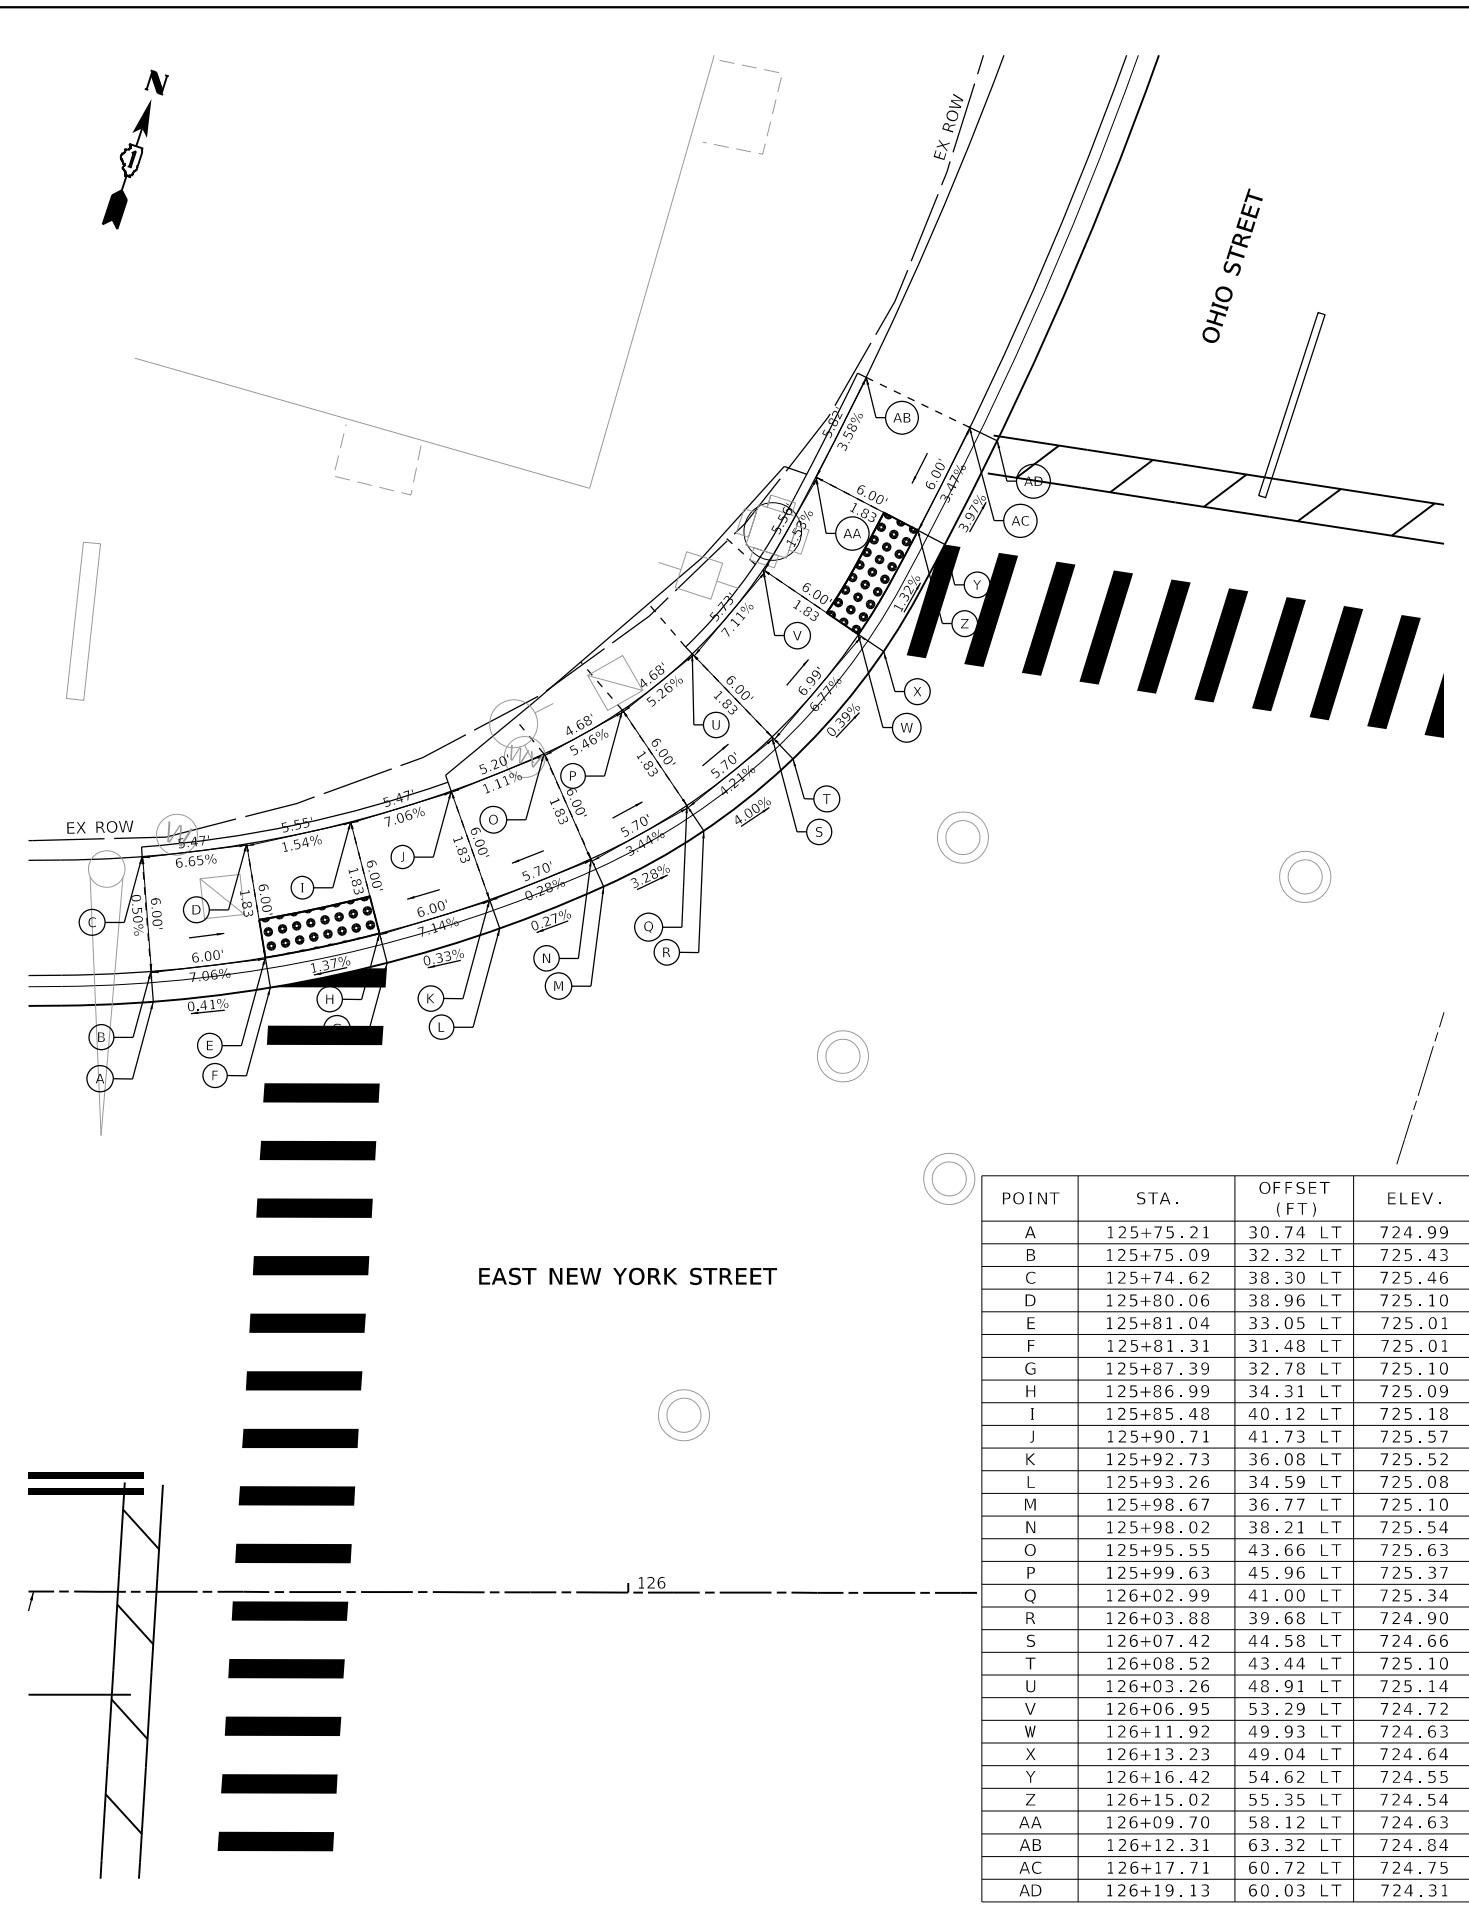 N
1
EX ROW
OHIO STREET
AB
5.82'
3.58%
6.00'
3.47%
AD
AC
3.97%
6.00'
1.83
AA
5.56'
1.53%
Y
Z
1.32%
6.00'
1.83
V
5.73'
7.11%
X
W
6.99'
6.77%
0.39%
6.00'
1.83
U
4.68'
5.26%
T
S
5.70'
4.21%
4.00%
6.00'
1.83
P
4.68'
5.46%
5.70'
3.44%
3.28%
Q
R
6.00'
1.83
O
5.20'
1.11%
5.70'
0.28%
0.27%
N
M
6.00'
1.83
J
5.47'
7.06%
6.00'
7.14%
0.33%
K
L
6.00'
1.83
I
5.55'
1.54%
1.37%
H
EX ROW
W
5.47'
6.65%
6.00'
1.83
D
C
6.00'
0.50%
6.00'
7.06%
0.41%
B
A
E
F
EAST NEW YORK STREET
126
POINT STA. OFFSET (FT) ELEV.
A 125+75.21 30.74 LT 724.99
B 125+75.09 32.32 LT 725.43
C 125+74.62 38.30 LT 725.46
D 125+80.06 38.96 LT 725.10
E 125+81.04 33.05 LT 725.01
F 125+81.31 31.48 LT 725.01
G 125+87.39 32.78 LT 725.10
H 125+86.99 34.31 LT 725.09
I 125+85.48 40.12 LT 725.18
J 125+90.71 41.73 LT 725.57
K 125+92.73 36.08 LT 725.52
L 125+93.26 34.59 LT 725.08
M 125+98.67 36.77 LT 725.10
N 125+98.02 38.21 LT 725.54
O 125+95.55 43.66 LT 725.63
P 125+99.63 45.96 LT 725.37
Q 126+02.99 41.00 LT 725.34
R 126+03.88 39.68 LT 724.90
S 126+07.42 44.58 LT 724.66
T 126+08.52 43.44 LT 725.10
U 126+03.26 48.91 LT 725.14
V 126+06.95 53.29 LT 724.72
W 126+11.92 49.93 LT 724.63
X 126+13.23 49.04 LT 724.64
Y 126+16.42 54.62 LT 724.55
Z 126+15.02 55.35 LT 724.54
AA 126+09.70 58.12 LT 724.63
AB 126+12.31 63.32 LT 724.84
AC 126+17.71 60.72 LT 724.75
AD 126+19.13 60.03 LT 724.31